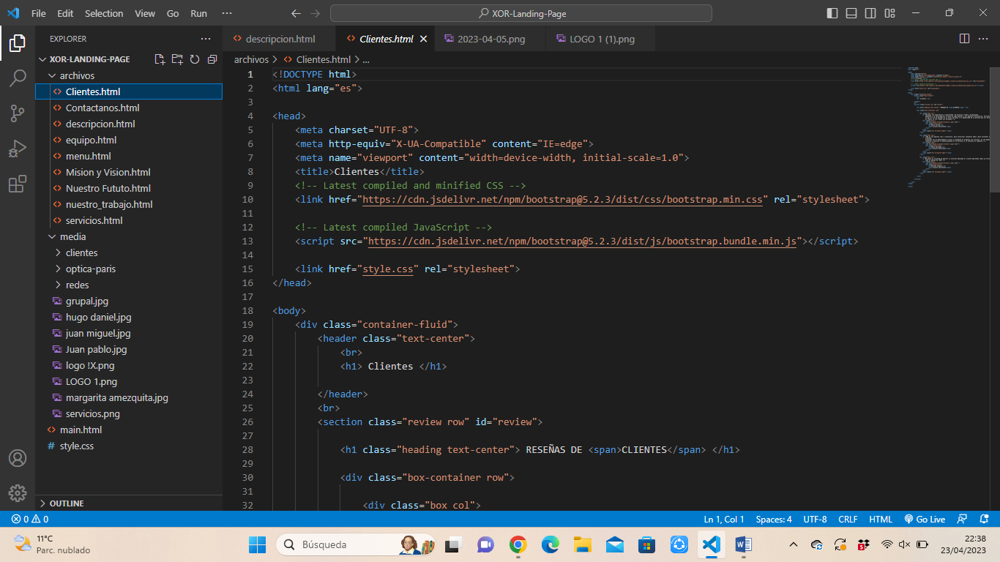 File Edit Selection View Go Run ··· XOR-Landing-Page
EXPLORER
XOR-LANDING-PAGE
archivos
Clientes.html
Contactanos.html
descripcion.html
equipo.html
menu.html
Mision y Vision.html
Nuestro Fututo.html
nuestro_trabajo.html
servicios.html
media
clientes
optica-paris
redes
grupal.jpg
hugo daniel.jpg
juan miguel.jpg
Juan pablo.jpg
logo !X.png
LOGO 1.png
margarita amezquita.jpg
servicios.png
main.html
style.css
OUTLINE
descripcion.html Clientes.html 2023-04-05.png LOGO 1 (1).png
archivos > Clientes.html > ...
1 <!DOCTYPE html>
2 <html lang="es">
3
4 <head>
5 <meta charset="UTF-8">
6 <meta http-equiv="X-UA-Compatible" content="IE=edge">
7 <meta name="viewport" content="width=device-width, initial-scale=1.0">
8 <title>Clientes</title>
9 <!-- Latest compiled and minified CSS -->
10 <link href="https://cdn.jsdelivr.net/npm/bootstrap@5.2.3/dist/css/bootstrap.min.css" rel="stylesheet">
11
12 <!-- Latest compiled JavaScript -->
13 <script src="https://cdn.jsdelivr.net/npm/bootstrap@5.2.3/dist/js/bootstrap.bundle.min.js"></script>
14
15 <link href="style.css" rel="stylesheet">
16 </head>
17
18 <body>
19 <div class="container-fluid">
20 <header class="text-center">
21 <br>
22 <h1> Clientes </h1>
23
24 </header>
25 <br>
26 <section class="review row" id="review">
27
28 <h1 class="heading text-center"> RESEÑAS DE <span>CLIENTES</span> </h1>
29
30 <div class="box-container row">
31
32 <div class="box col">
0 0 Ln 1, Col 1 Spaces: 4 UTF-8 CRLF HTML Go Live
11°C
Parc. nublado
Búsqueda
22:38
23/04/2023